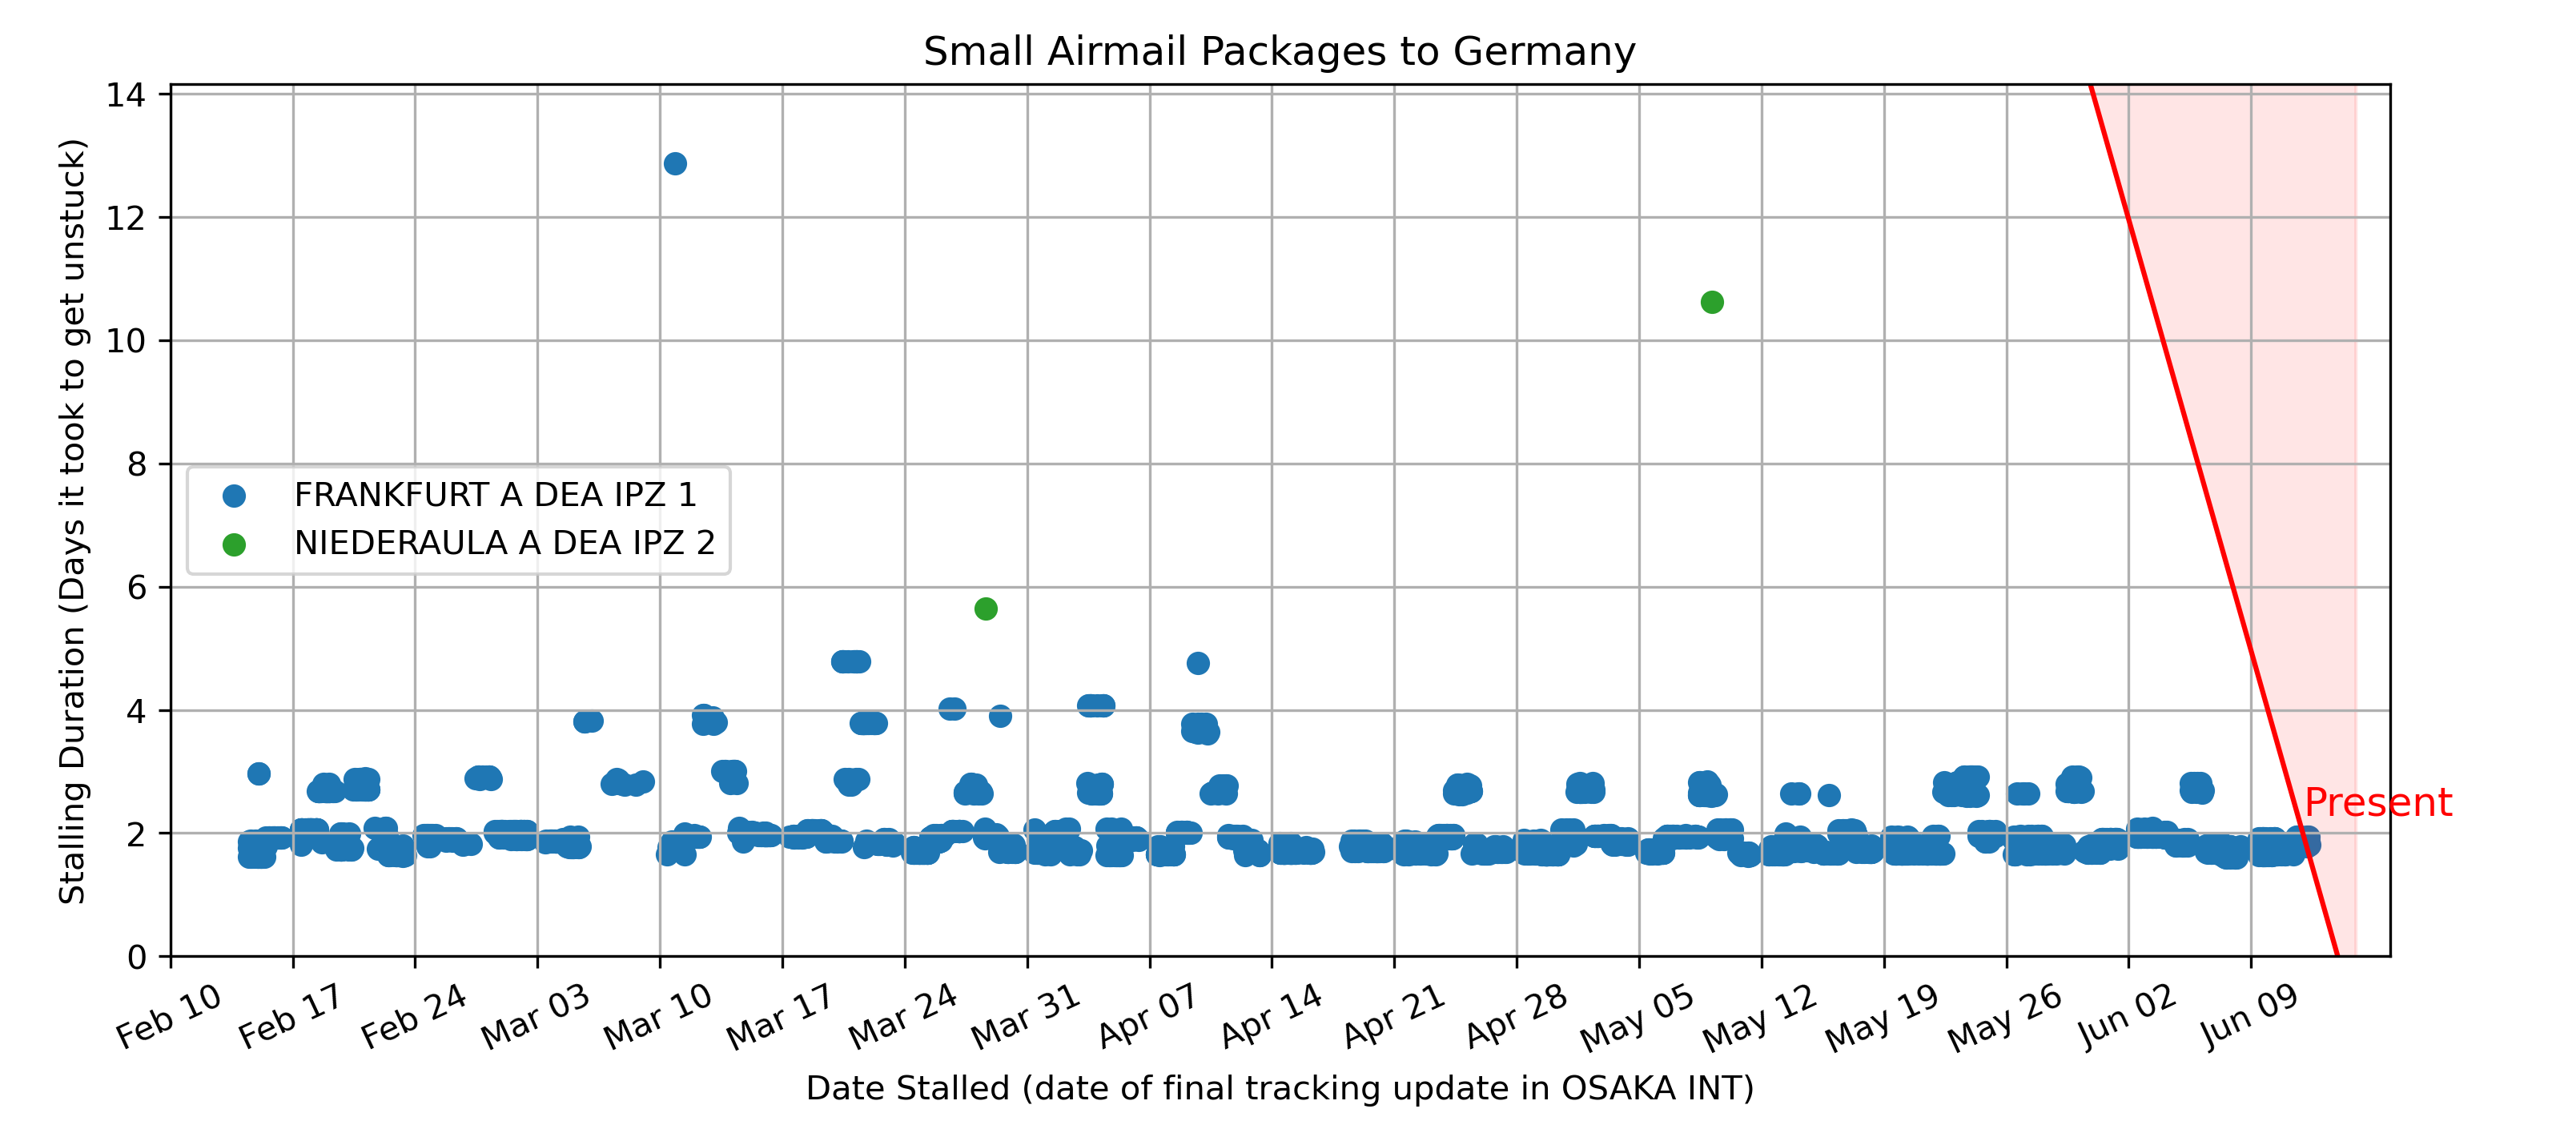 Small Airmail Packages to Germany
Stalling Duration (Days it took to get unstuck)
14
12
10
8
6
4
2
0
FRANKFURT A DEA IPZ 1
NIEDERAULA A DEA IPZ 2
Present
Feb 10
Feb 17
Feb 24
Mar 03
Mar 10
Mar 17
Mar 24
Mar 31
Apr 07
Apr 14
Apr 21
Apr 28
May 05
May 12
May 19
May 26
Jun 02
Jun 09
Date Stalled (date of final tracking update in OSAKA INT)